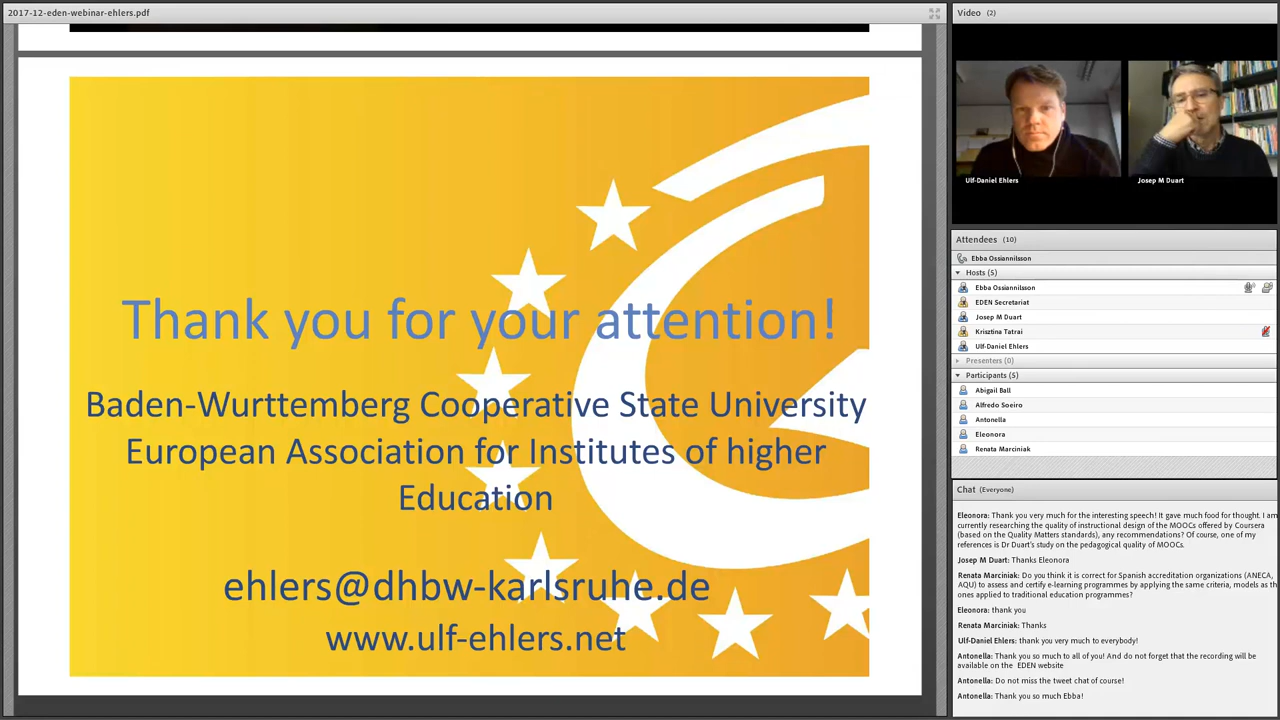 2017-12-eden-webinar-ehlers.pdf
Thank you for your attention!
Baden-Wurttemberg Cooperative State University
European Association for Institutes of higher
Education
ehlers@dhbw-karlsruhe.de
www.ulf-ehlers.net
Video (2)
Ulf-Daniel Ehlers
Josep M Duart
Attendees (10)
Ebba Ossiannilsson
Hosts (5)
Ebba Ossiannilsson
EDEN Secretariat
Josep M Duart
Krisztina Tatrai
Ulf-Daniel Ehlers
Presenters (0)
Participants (5)
Abigail Ball
Alfredo Soeiro
Antonella
Eleonora
Renata Marciniak
Chat (Everyone)
Eleonora: Thank you very much for the interesting speech! It gave much food for thought. I am
currently researching the quality of instructional design of the MOOCs offered by Coursera
(based on the Quality Matters standards), any recommendations? Of course, one of my
references is Dr Duart's study on the pedagogical quality of MOOCs.
Josep M Duart: Thanks Eleonora
Renata Marciniak: Do you think it is correct for Spanish accreditation organizations (ANECA,
AQU) to assess and certify e-learning programmes by applying the same criteria, models as the
ones applied to traditional education programmes?
Eleonora: thank you
Renata Marciniak: Thanks
Ulf-Daniel Ehlers: thank you very much to everybody!
Antonella: Thank you so much to all of you! And do not forget that the recording will be
available on the EDEN website
Antonella: Do not miss the tweet chat of course!
Antonella: Thank you so much Ebba!